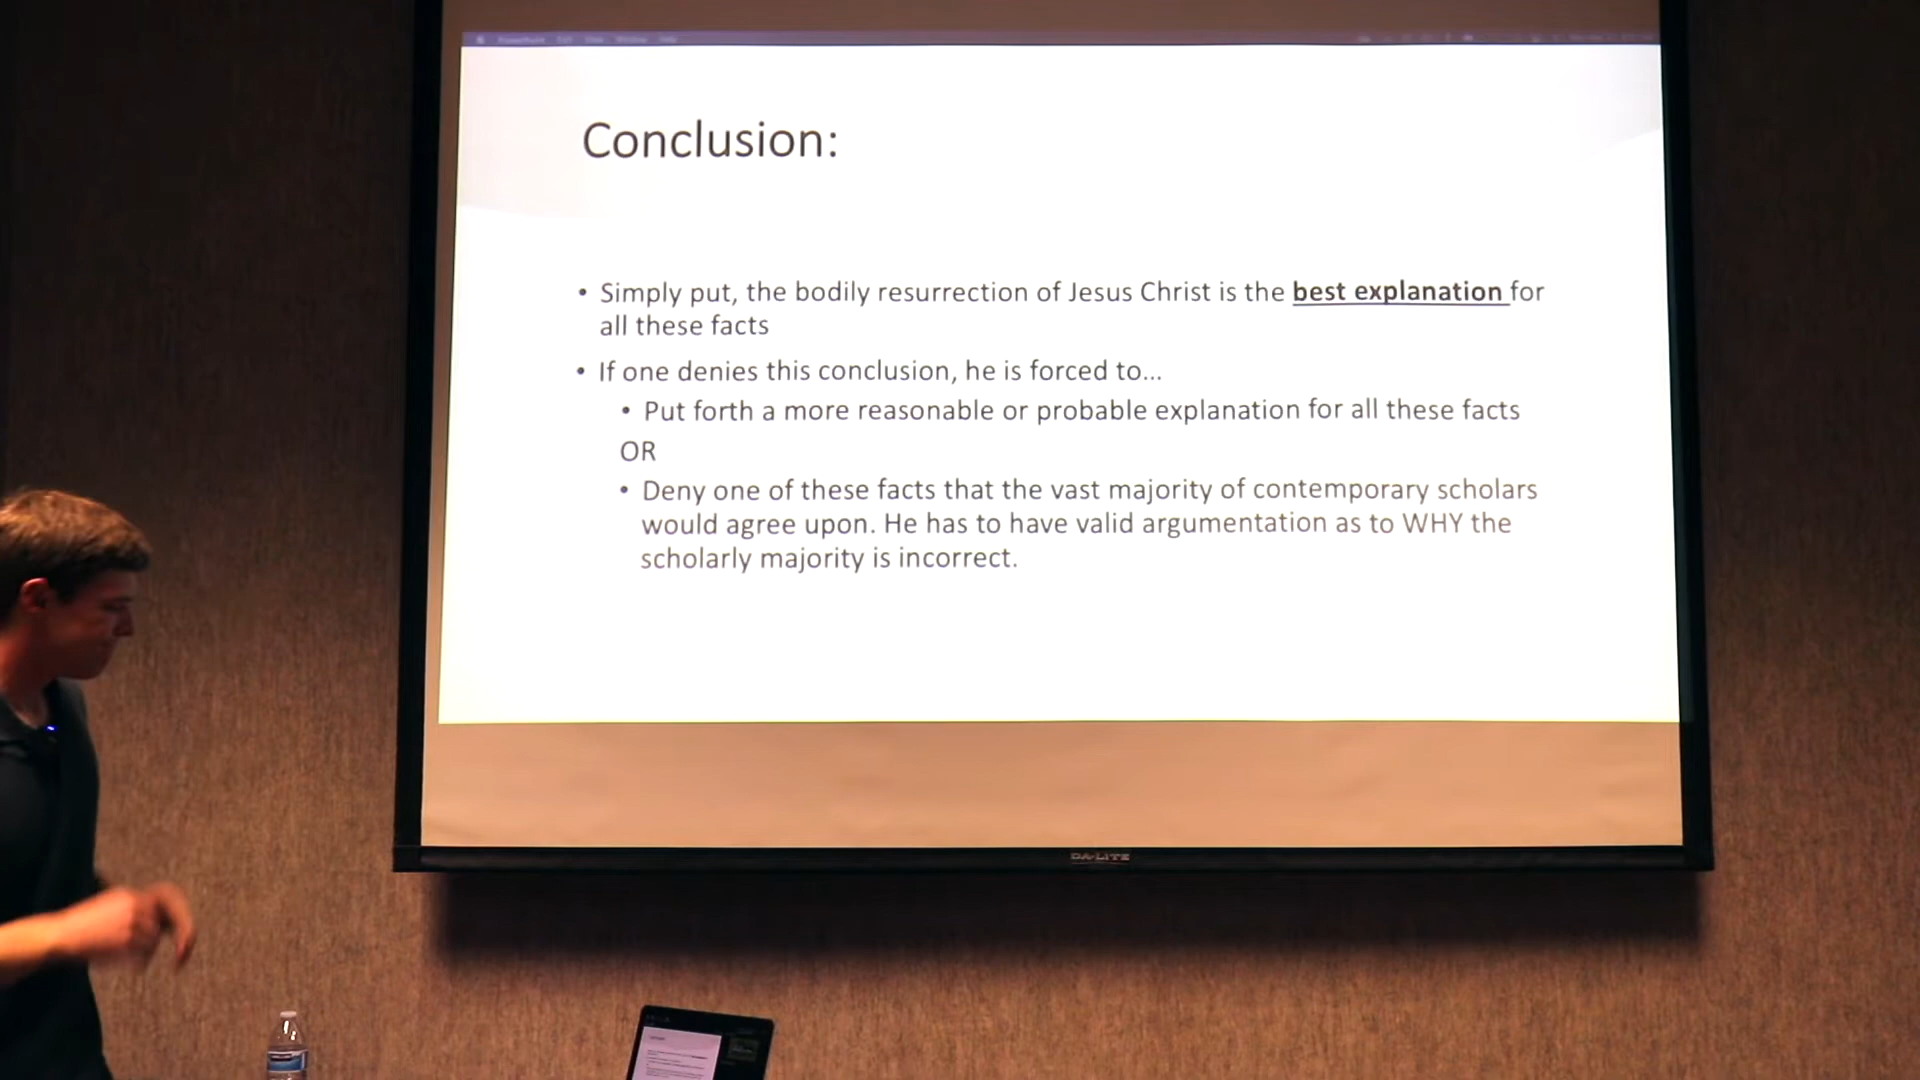 Conclusion:
• Simply put, the bodily resurrection of Jesus Christ is the best explanation for
all these facts
• If one denies this conclusion, he is forced to...
• Put forth a more reasonable or probable explanation for all these facts
OR
• Deny one of these facts that the vast majority of contemporary scholars
would agree upon. He has to have valid argumentation as to WHY the
scholarly majority is incorrect.
DA-LITE